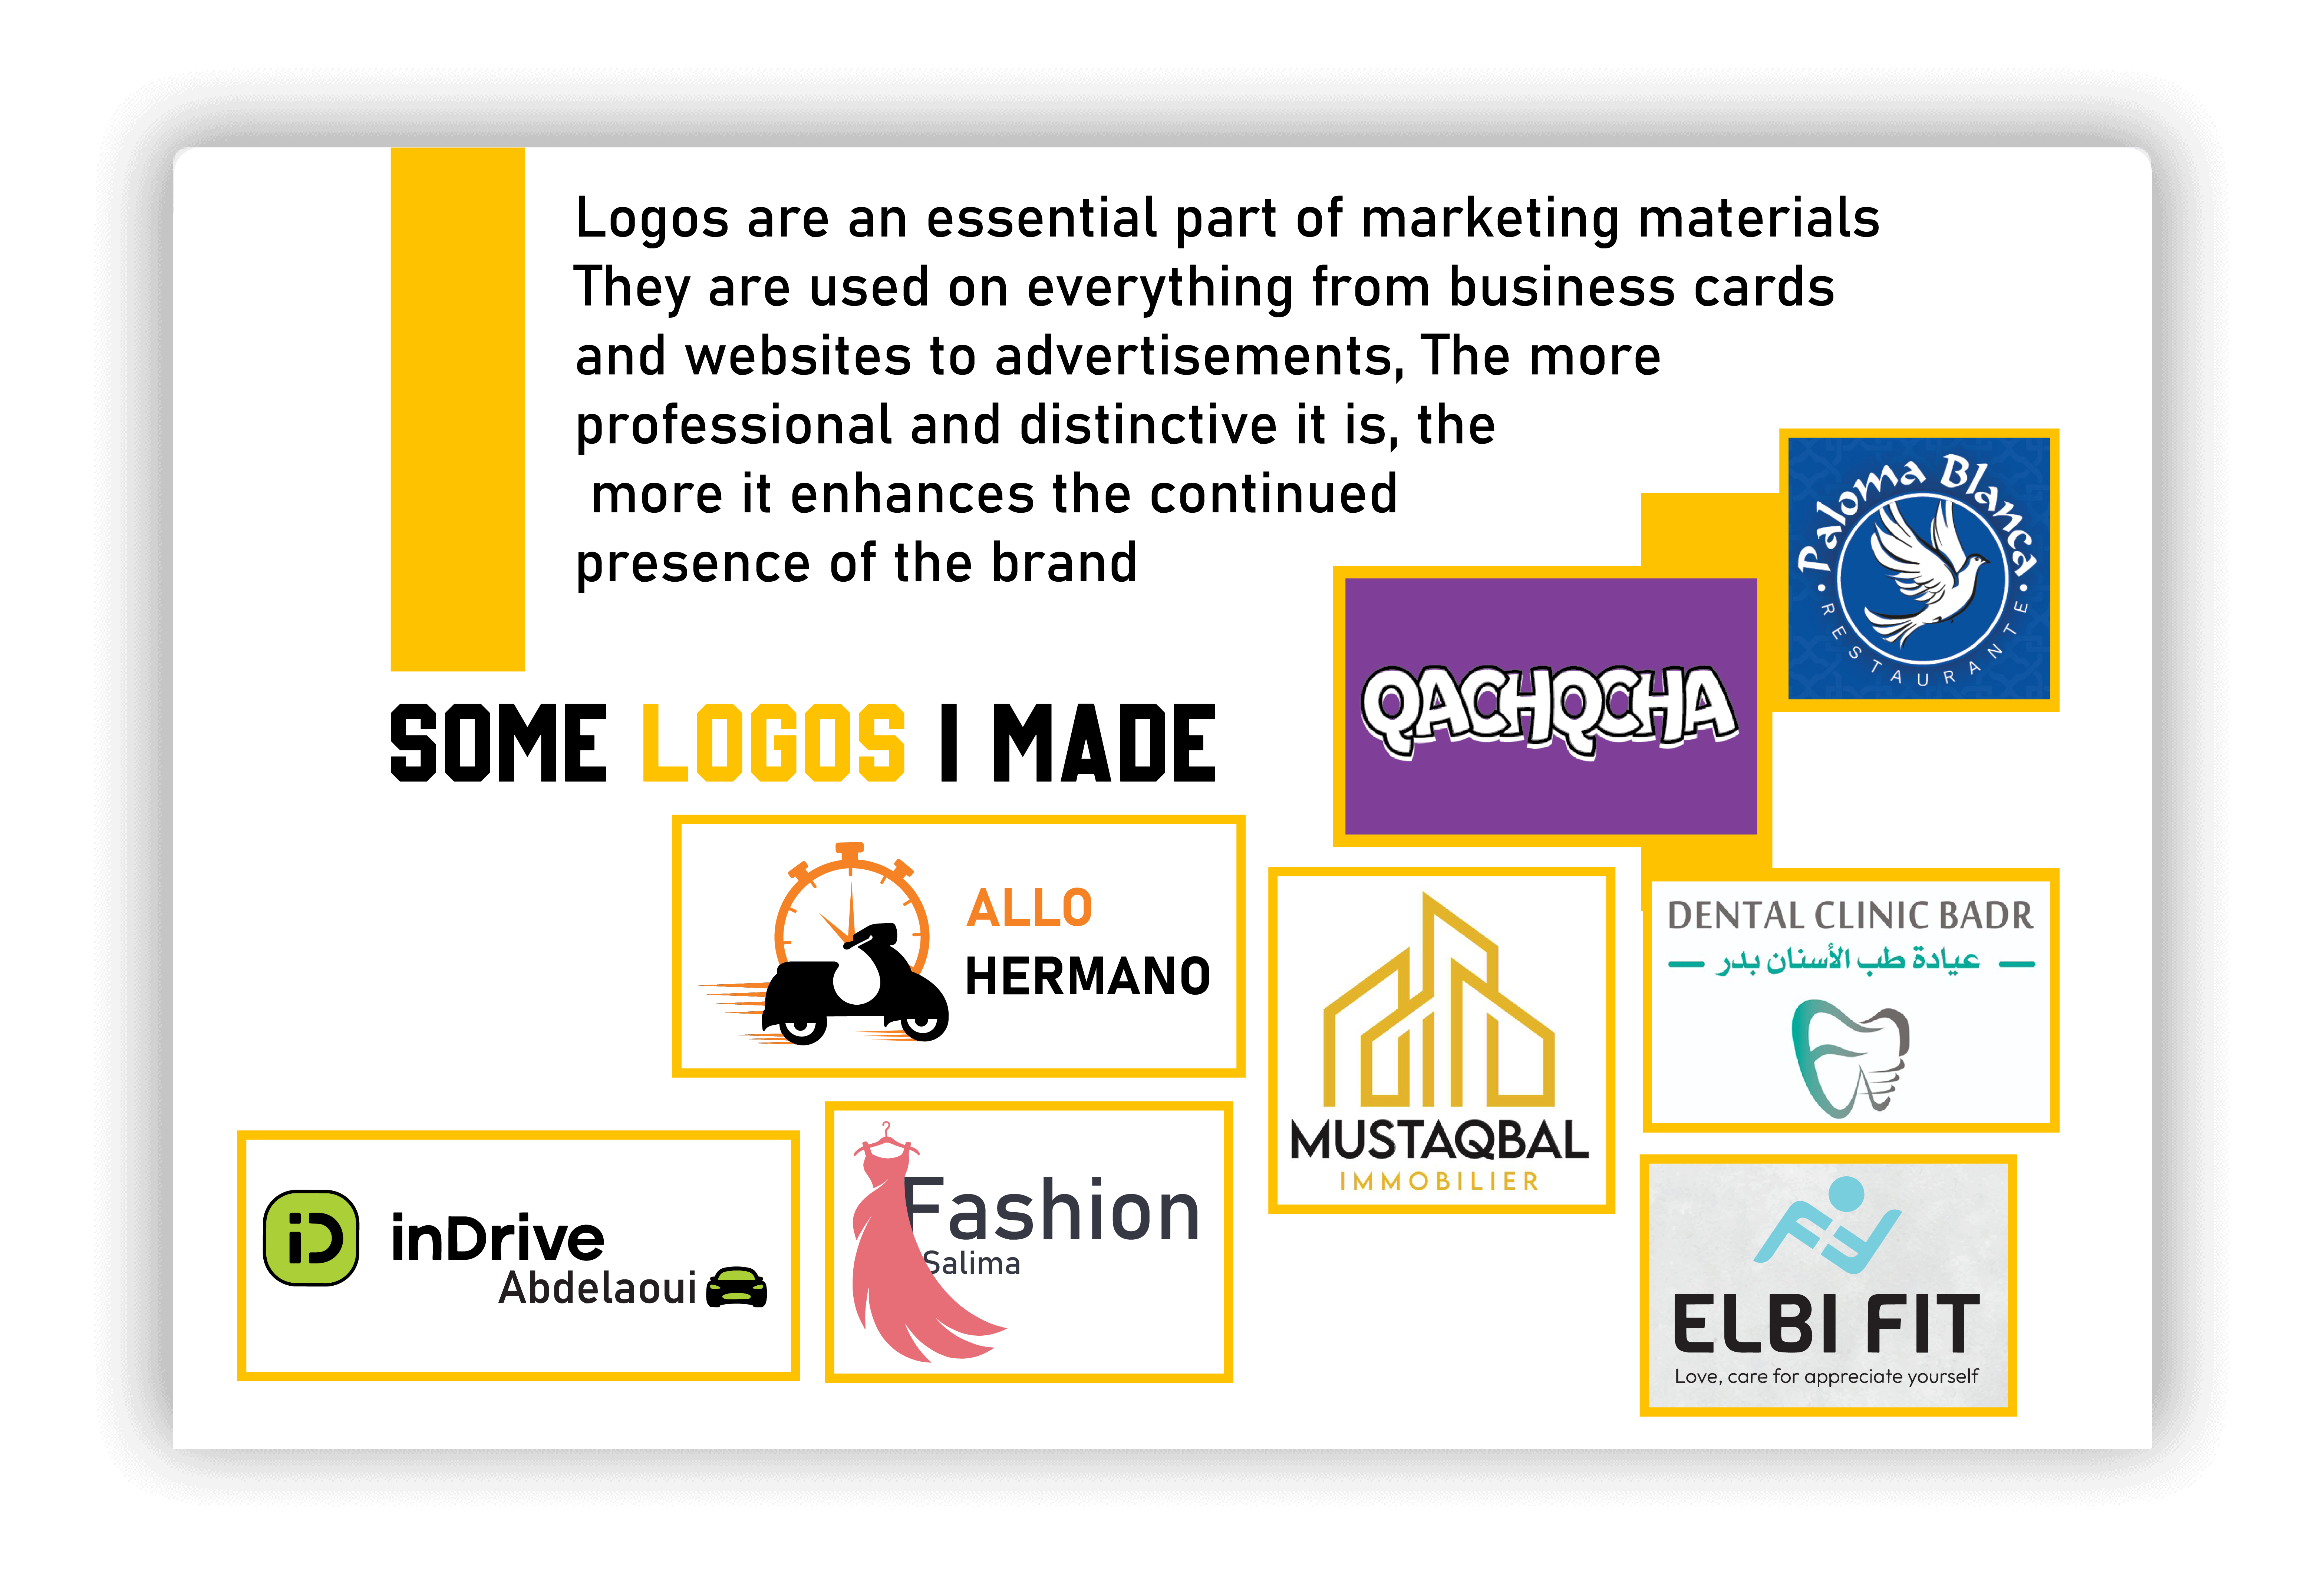 Logos are an essential part of marketing materials
They are used on everything from business cards
and websites to advertisements, The more
professional and distinctive it is, the
more it enhances the continued
presence of the brand
Paloma Blanca
RESTAURANTE
QACHQCHA
SOME LOGOS I MADE
ALLO
HERMANO
MUSTAQBAL
IMMOBILIER
DENTAL CLINIC BADR
عيادة طب الأسنان بدر
iD inDrive
Abdelaoui
Fashion
Salima
ELBI FIT
Love, care for appreciate yourself